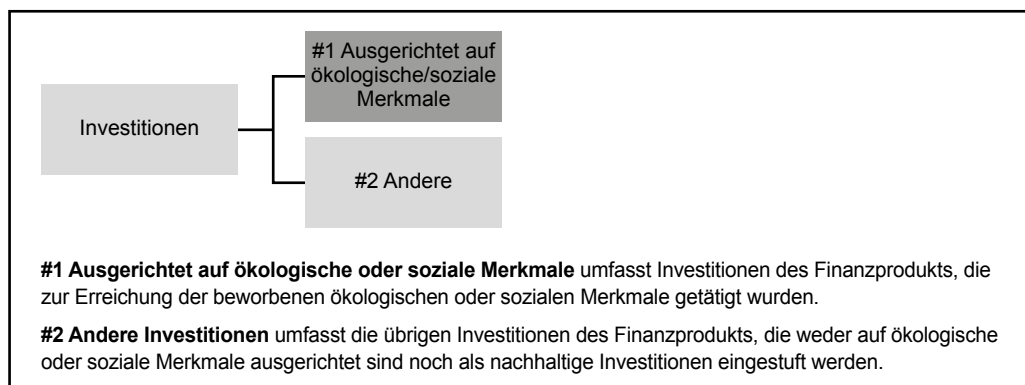 #1 Ausgerichtet auf
ökologische/soziale
Merkmale
Investitionen
#2 Andere
#1 Ausgerichtet auf ökologische oder soziale Merkmale umfasst Investitionen des Finanzprodukts, die
zur Erreichung der beworbenen ökologischen oder sozialen Merkmale getätigt wurden.
#2 Andere Investitionen umfasst die übrigen Investitionen des Finanzprodukts, die weder auf ökologische
oder soziale Merkmale ausgerichtet sind noch als nachhaltige Investitionen eingestuft werden.